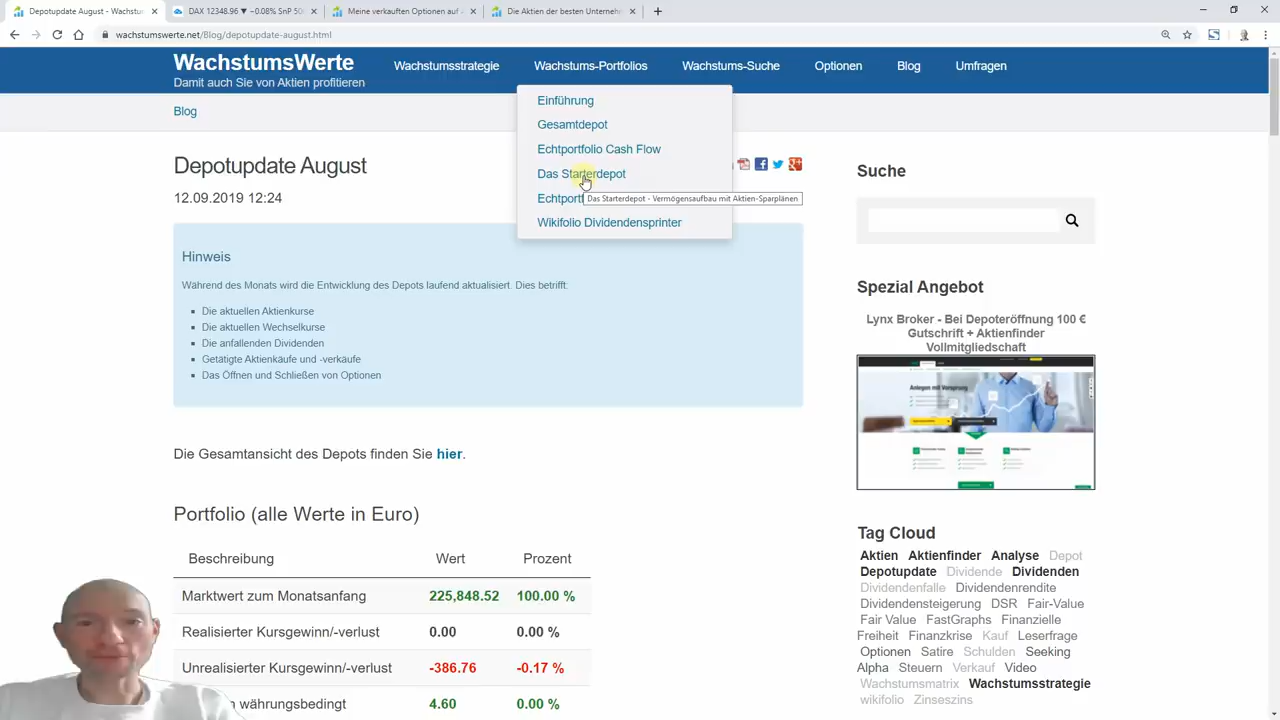 Depotupdate August - Wachstu
DAX 12348.96 ▼ −0.08% SnP 50
Meine verkauften Optionen auf
Die Aktien der besten Unterneh
wachstumswerte.net/Blog/depotupdate-august.html
WachstumsWerte
Damit auch Sie von Aktien profitieren
Wachstumsstrategie
Wachstums-Portfolios
Wachstums-Suche
Optionen
Blog
Umfragen
Blog
Einführung
Gesamtdepot
Echtportfolio Cash Flow
Das Starterdepot
Echtportf
Das Starterdepot - Vermögensaufbau mit Aktien-Sparplänen
Wikifolio Dividendensprinter
Depotupdate August
12.09.2019 12:24
Hinweis
Während des Monats wird die Entwicklung des Depots laufend aktualisiert. Dies betrifft:
Die aktuellen Aktienkurse
Die aktuellen Wechselkurse
Die anfallenden Dividenden
Getätigte Aktienkäufe und -verkäufe
Das Öffnen und Schließen von Optionen
Die Gesamtansicht des Depots finden Sie hier.
Portfolio (alle Werte in Euro)
Beschreibung Wert Prozent
Marktwert zum Monatsanfang 225,848.52 100.00 %
Realisierter Kursgewinn/-verlust 0.00 0.00 %
Unrealisierter Kursgewinn/-verlust -386.76 -0.17 %
währungsbedingt 4.60 0.00 %
Suche
Spezial Angebot
Lynx Broker - Bei Depoteröffnung 100 €
Gutschrift + Aktienfinder
Vollmitgliedschaft
Anlegen mit Vorsprung
Tag Cloud
Aktien Aktienfinder Analyse Depot
Depotupdate Dividende Dividenden
Dividendenfalle Dividendenrendite
Dividendensteigerung DSR Fair-Value
Fair Value FastGraphs Finanzielle
Freiheit Finanzkrise Kauf Leserfrage
Optionen Satire Schulden Seeking
Alpha Steuern Verkauf Video
Wachstumsmatrix Wachstumsstrategie
wikifolio Zinseszins